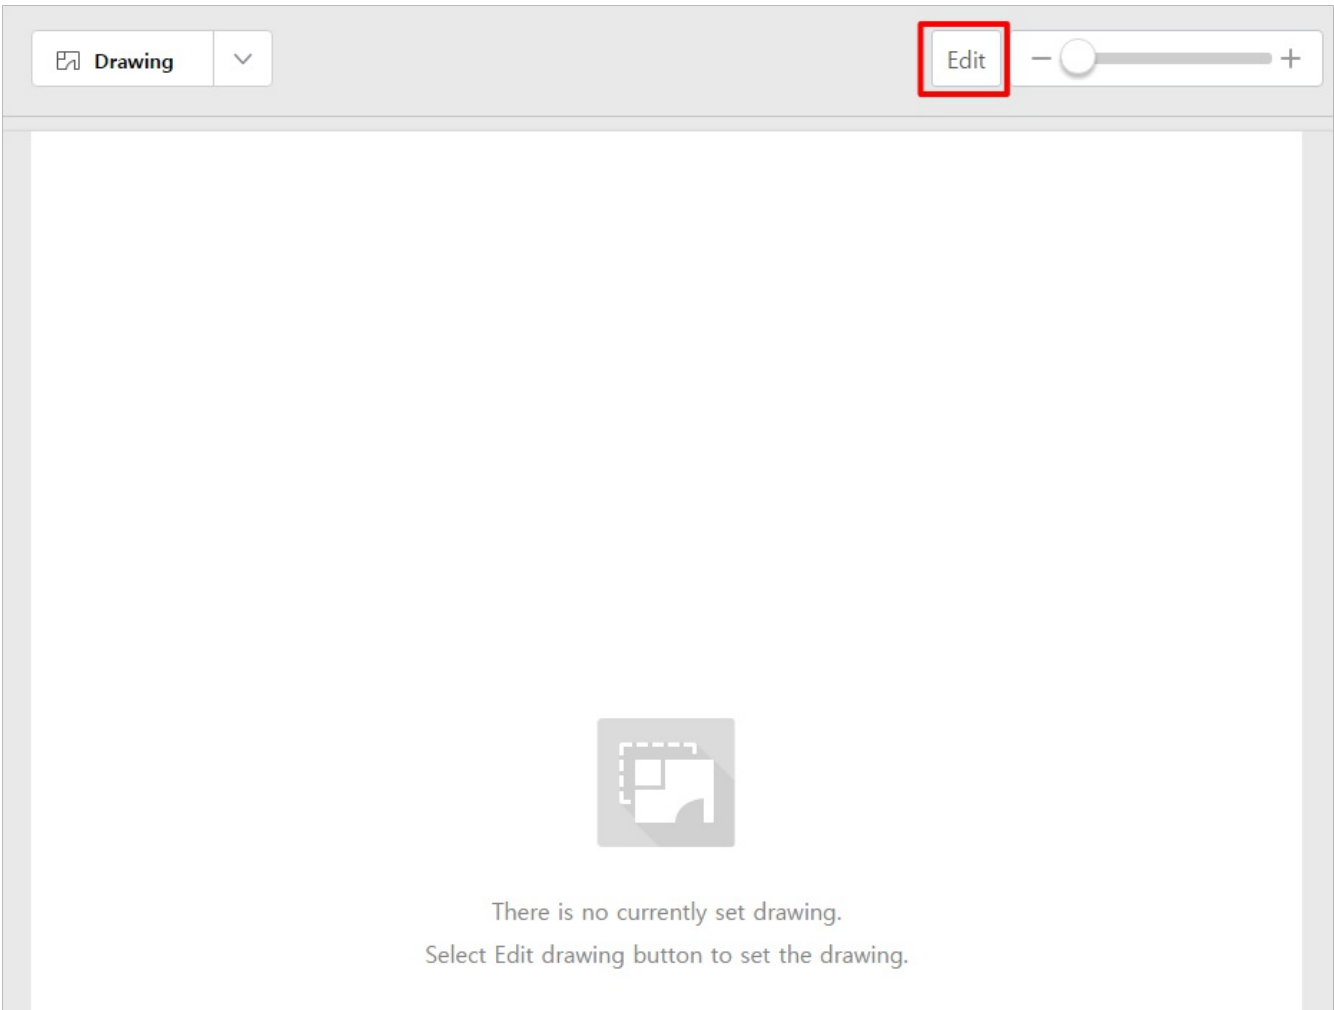 Drawing
Edit
There is no currently set drawing.
Select Edit drawing button to set the drawing.